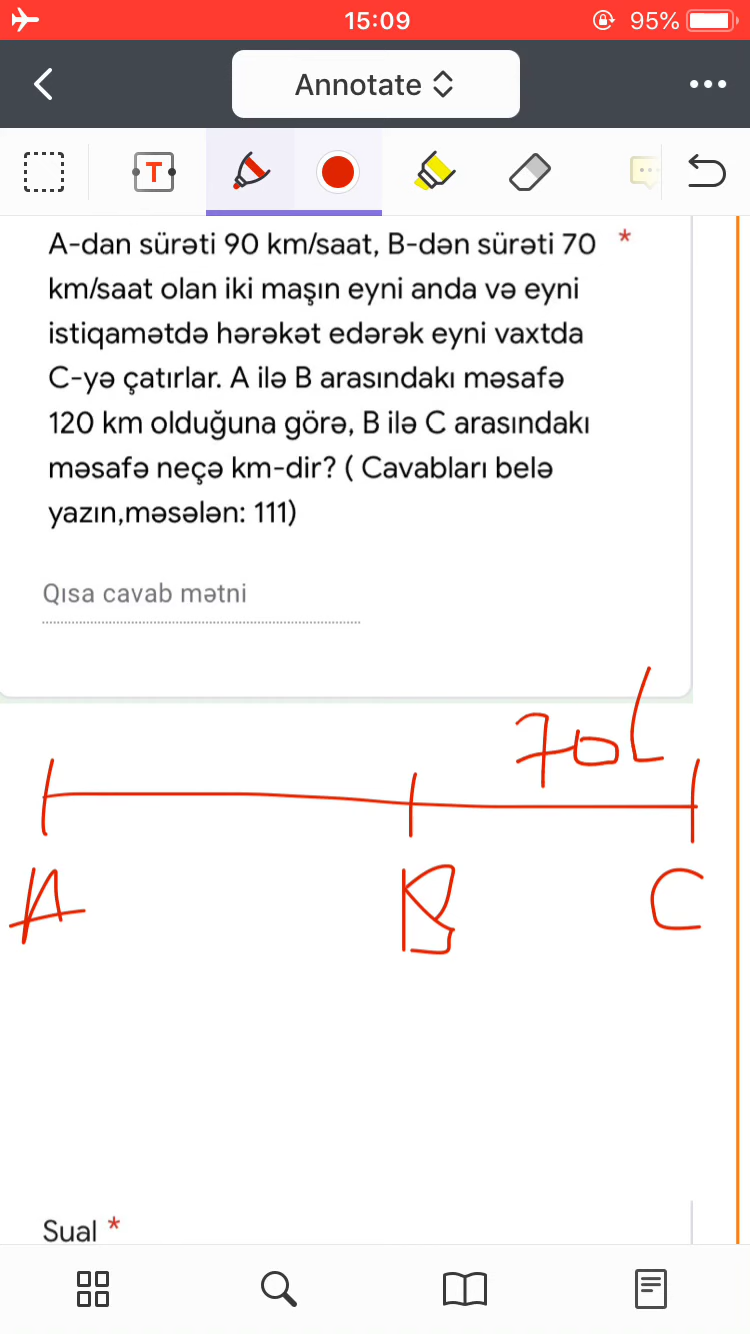 15:09
95%
Annotate
T
A-dan sürəti 90 km/saat, B-dən sürəti 70 *
km/saat olan iki maşın eyni anda və eyni
istiqamətdə hərəkət edərək eyni vaxtda
C-yə çatırlar. A ilə B arasındakı məsafə
120 km olduğuna görə, B ilə C arasındakı
məsafə neçə km-dir? ( Cavabları belə
yazın,məsələn: 111)
Qısa cavab mətni
70t
A B C
Sual *